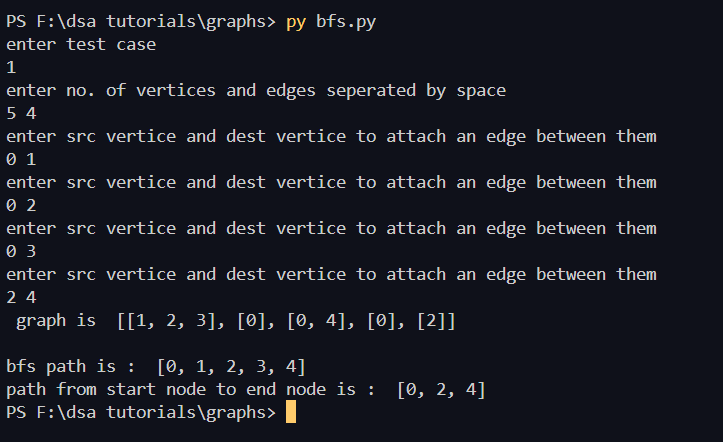 PS F:\dsa tutorials\graphs> py bfs.py
enter test case
1
enter no. of vertices and edges seperated by space
5 4
enter src vertice and dest vertice to attach an edge between them
0 1
enter src vertice and dest vertice to attach an edge between them
0 2
enter src vertice and dest vertice to attach an edge between them
0 3
enter src vertice and dest vertice to attach an edge between them
2 4
 graph is  [[1, 2, 3], [0], [0, 4], [0], [2]]

bfs path is :  [0, 1, 2, 3, 4]
path from start node to end node is :  [0, 2, 4]
PS F:\dsa tutorials\graphs>